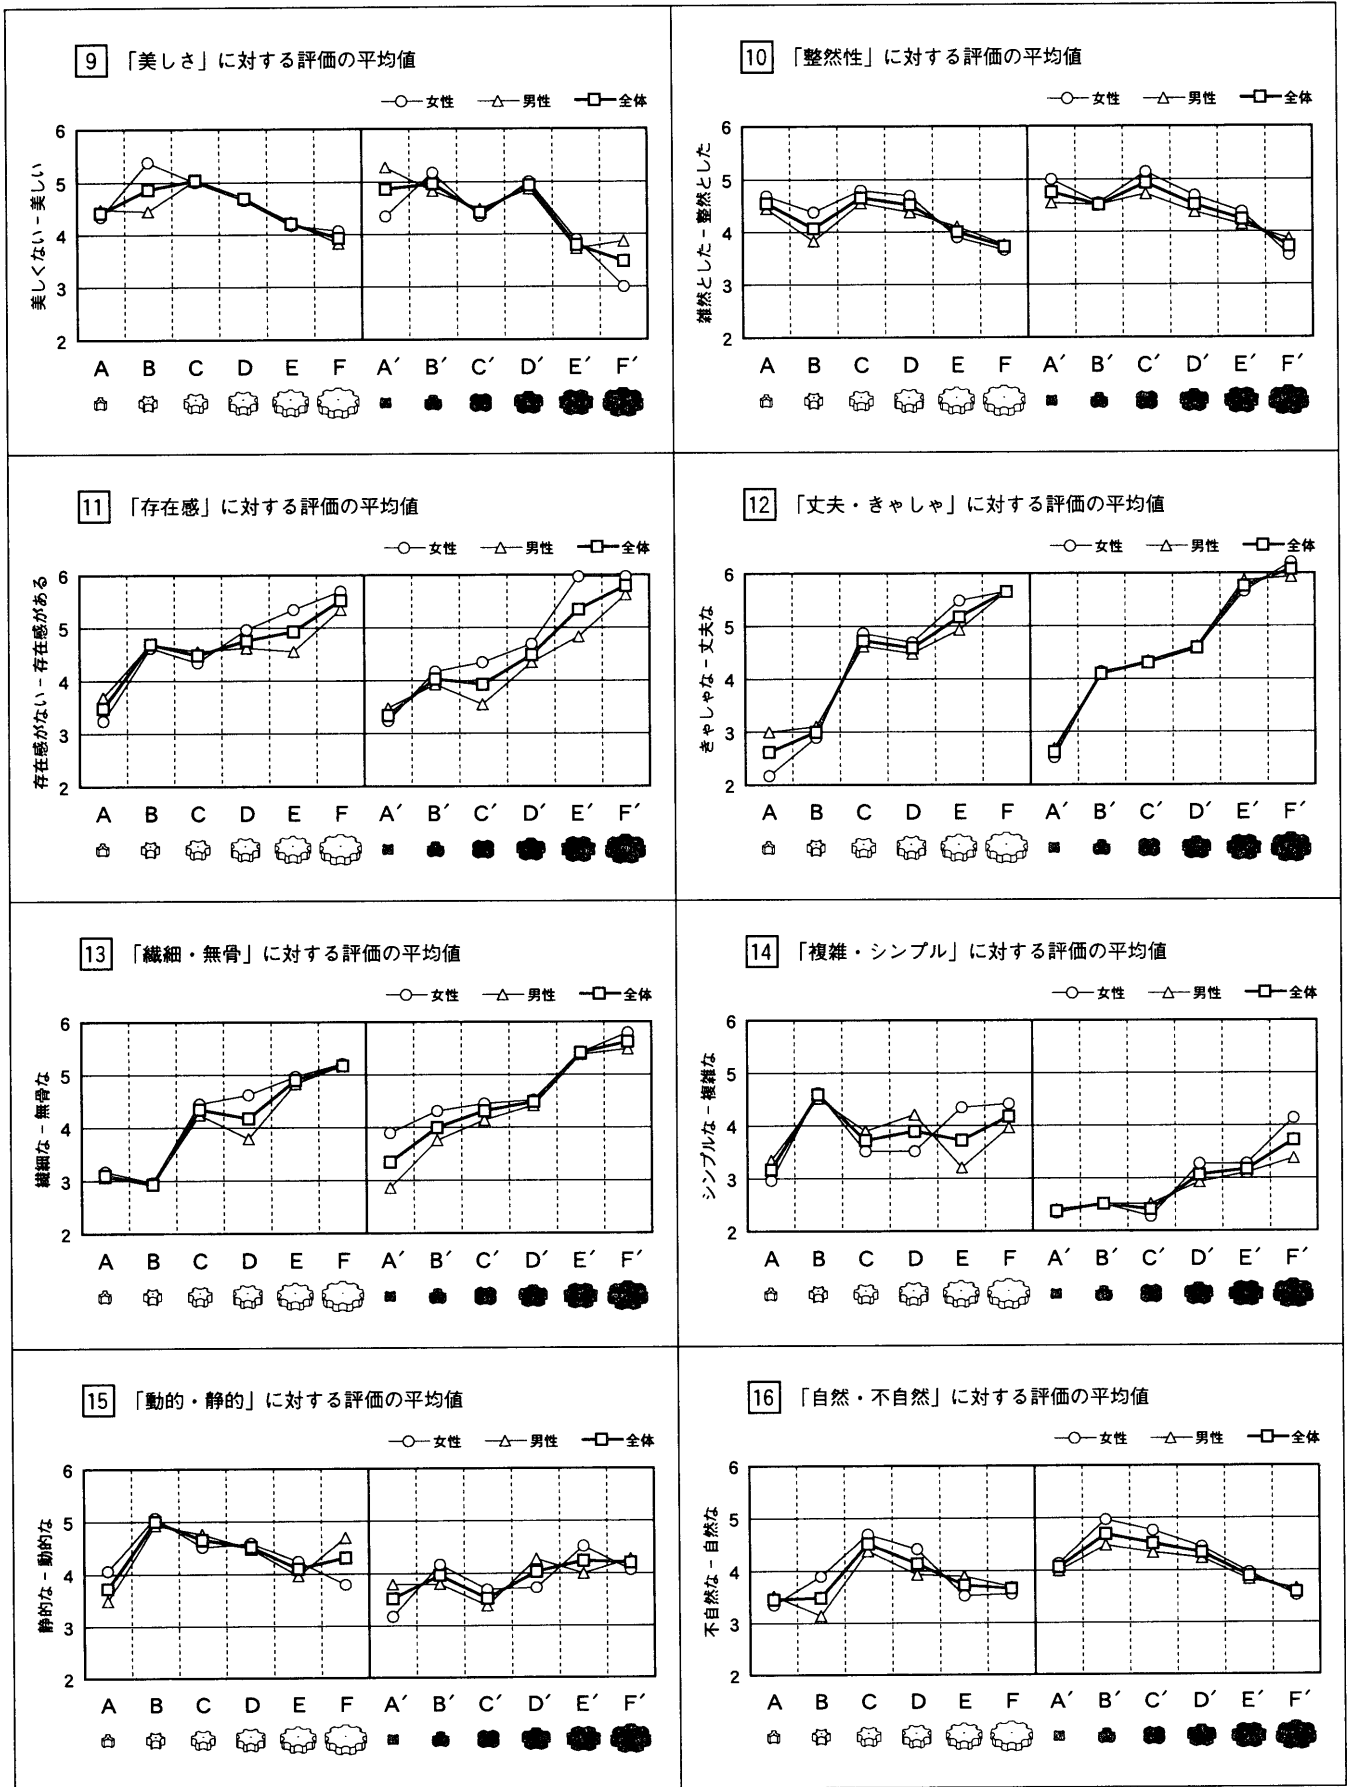 9 「美しさ」に対する評価の平均値
女性 男性 全体
美しくない − 美しい
6
5
4
3
2
A B C D E F A′ B′ C′ D′ E′ F′
10 「整然性」に対する評価の平均値
女性 男性 全体
雑然とした − 整然とした
6
5
4
3
2
A B C D E F A′ B′ C′ D′ E′ F′
11 「存在感」に対する評価の平均値
女性 男性 全体
存在感がない − 存在感がある
6
5
4
3
2
A B C D E F A′ B′ C′ D′ E′ F′
12 「丈夫・きゃしゃ」に対する評価の平均値
女性 男性 全体
きゃしゃな − 丈夫な
6
5
4
3
2
A B C D E F A′ B′ C′ D′ E′ F′
13 「繊細・無骨」に対する評価の平均値
女性 男性 全体
繊細な − 無骨な
6
5
4
3
2
A B C D E F A′ B′ C′ D′ E′ F′
14 「複雑・シンプル」に対する評価の平均値
女性 男性 全体
シンプルな − 複雑な
6
5
4
3
2
A B C D E F A′ B′ C′ D′ E′ F′
15 「動的・静的」に対する評価の平均値
女性 男性 全体
静的な − 動的な
6
5
4
3
2
A B C D E F A′ B′ C′ D′ E′ F′
16 「自然・不自然」に対する評価の平均値
女性 男性 全体
不自然な − 自然な
6
5
4
3
2
A B C D E F A′ B′ C′ D′ E′ F′